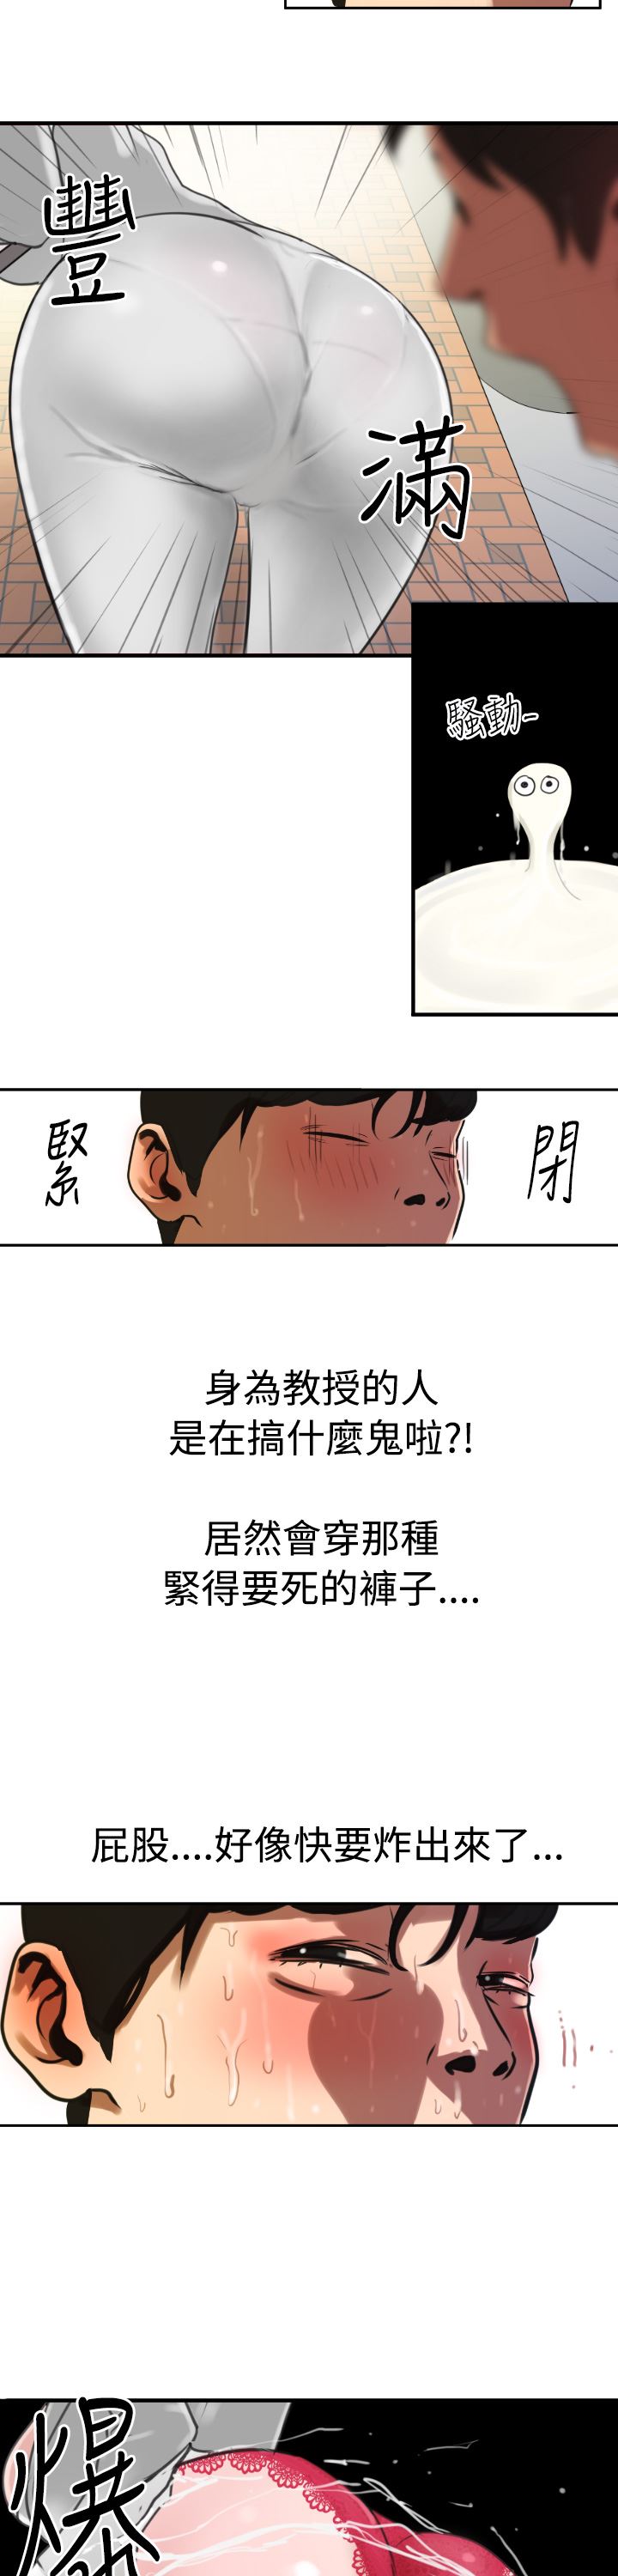 豐
滿
騷動~
緊
閉
身為教授的人
是在搞什麼鬼啦?!
居然會穿那種
緊得要死的褲子....
屁股....好像快要炸出來了...
爆